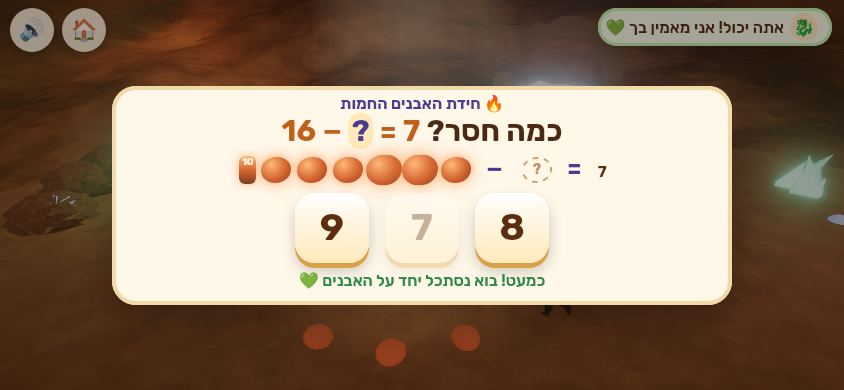 אתה יכול! אני מאמין בך 💚
🔥 חידת האבנים החמות
כמה חסר? 16 − ? = 7
10 − ? = 7
9 7 8
כמעט! בוא נסתכל יחד על האבנים 💚